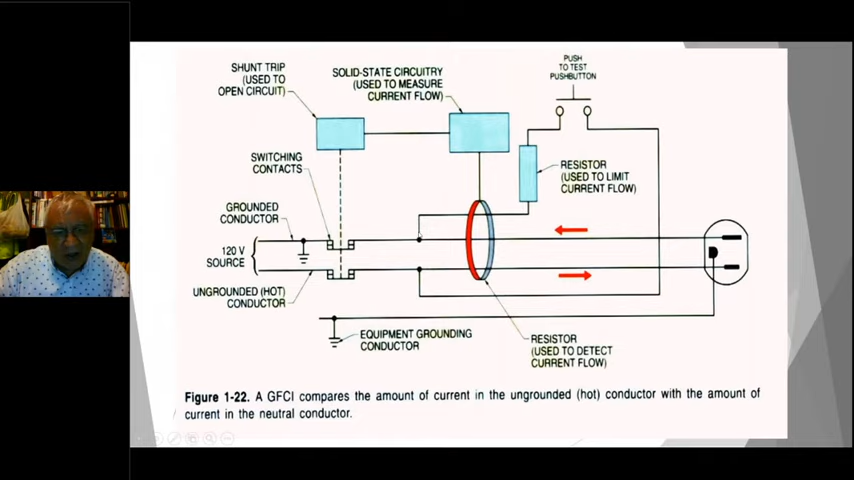 PUSH
TO TEST
PUSHBUTTON
SHUNT TRIP
(USED TO
OPEN CIRCUIT)
SOLID-STATE CIRCUITRY
(USED TO MEASURE
CURRENT FLOW)
SWITCHING
CONTACTS
RESISTOR
(USED TO LIMIT
CURRENT FLOW)
GROUNDED
CONDUCTOR
120 V
SOURCE
UNGROUNDED (HOT)
CONDUCTOR
EQUIPMENT GROUNDING
CONDUCTOR
RESISTOR
(USED TO DETECT
CURRENT FLOW)
Figure 1-22. A GFCI compares the amount of current in the ungrounded (hot) conductor with the amount of
current in the neutral conductor.